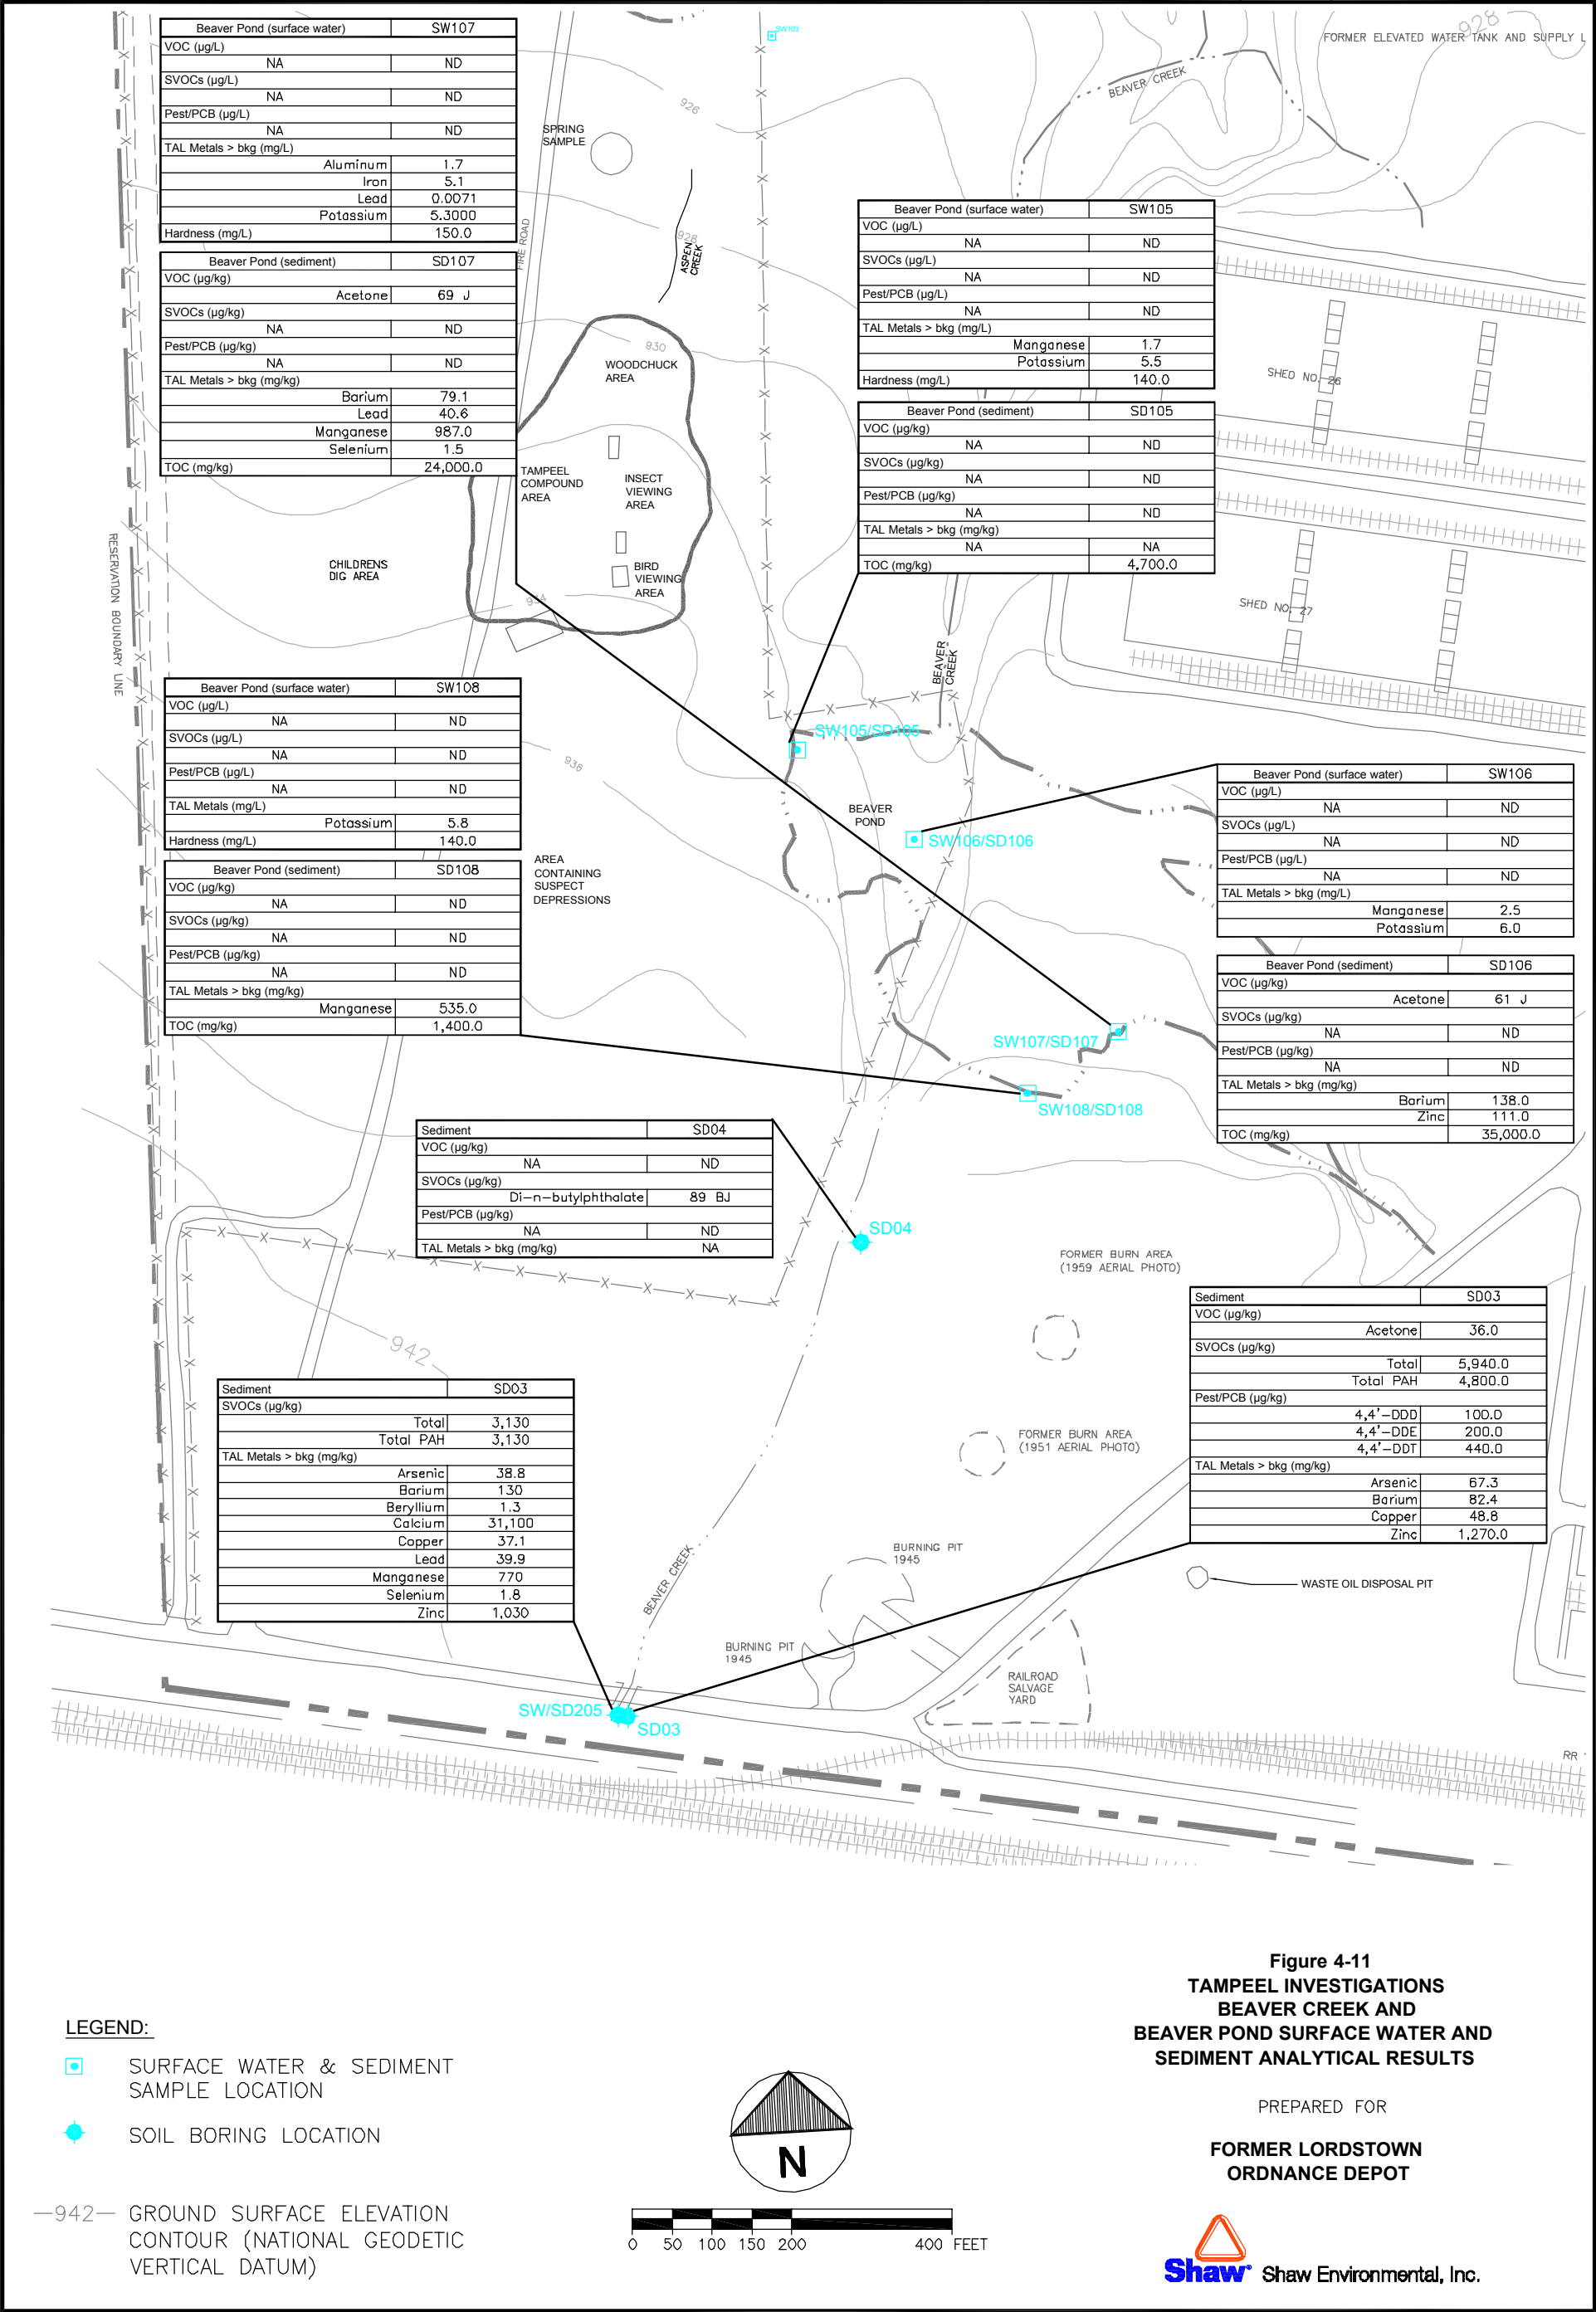 Beaver Pond (surface water) SW107
VOC (µg/L)
NA ND
SVOCs (µg/L)
NA ND
Pest/PCB (µg/L)
NA ND
TAL Metals > bkg (mg/L)
Aluminum 1.7
Iron 5.1
Lead 0.0071
Potassium 5.3000
Hardness (mg/L) 150.0
Beaver Pond (sediment) SD107
VOC (µg/kg)
Acetone 69 J
SVOCs (µg/kg)
NA ND
Pest/PCB (µg/kg)
NA ND
TAL Metals > bkg (mg/kg)
Barium 79.1
Lead 40.6
Manganese 987.0
Selenium 1.5
TOC (mg/kg) 24,000.0
SW103
928
FORMER ELEVATED WATER TANK AND SUPPLY L
BEAVER CREEK
926
SPRING
SAMPLE
FIRE ROAD
928
ASPEN
CREEK
930
WOODCHUCK
AREA
TAMPEEL
COMPOUND
AREA
INSECT
VIEWING
AREA
BIRD
VIEWING
AREA
934
CHILDRENS
DIG AREA
RESERVATION BOUNDARY LINE
Beaver Pond (surface water) SW105
VOC (µg/L)
NA ND
SVOCs (µg/L)
NA ND
Pest/PCB (µg/L)
NA ND
TAL Metals > bkg (mg/L)
Manganese 1.7
Potassium 5.5
Hardness (mg/L) 140.0
Beaver Pond (sediment) SD105
VOC (µg/kg)
NA ND
SVOCs (µg/kg)
NA ND
Pest/PCB (µg/kg)
NA ND
TAL Metals > bkg (mg/kg)
NA NA
TOC (mg/kg) 4,700.0
SHED NO. 26
SHED NO. 27
BEAVER
CREEK
Beaver Pond (surface water) SW108
VOC (µg/L)
NA ND
SVOCs (µg/L)
NA ND
Pest/PCB (µg/L)
NA ND
TAL Metals (mg/L)
Potassium 5.8
Hardness (mg/L) 140.0
Beaver Pond (sediment) SD108
VOC (µg/kg)
NA ND
SVOCs (µg/kg)
NA ND
Pest/PCB (µg/kg)
NA ND
TAL Metals > bkg (mg/kg)
Manganese 535.0
TOC (mg/kg) 1,400.0
936
AREA
CONTAINING
SUSPECT
DEPRESSIONS
SW105/SD105
BEAVER
POND
SW106/SD106
SW107/SD107
SW108/SD108
Beaver Pond (surface water) SW106
VOC (µg/L)
NA ND
SVOCs (µg/L)
NA ND
Pest/PCB (µg/L)
NA ND
TAL Metals > bkg (mg/L)
Manganese 2.5
Potassium 6.0
Beaver Pond (sediment) SD106
VOC (µg/kg)
Acetone 61 J
SVOCs (µg/kg)
NA ND
Pest/PCB (µg/kg)
NA ND
TAL Metals > bkg (mg/kg)
Barium 138.0
Zinc 111.0
TOC (mg/kg) 35,000.0
Sediment SD04
VOC (µg/kg)
NA ND
SVOCs (µg/kg)
Di-n-butylphthalate 89 BJ
Pest/PCB (µg/kg)
NA ND
TAL Metals > bkg (mg/kg) NA
SD04
FORMER BURN AREA
(1959 AERIAL PHOTO)
942
Sediment SD03
VOC (µg/kg)
Acetone 36.0
SVOCs (µg/kg)
Total 5,940.0
Total PAH 4,800.0
Pest/PCB (µg/kg)
4,4'-DDD 100.0
4,4'-DDE 200.0
4,4'-DDT 440.0
TAL Metals > bkg (mg/kg)
Arsenic 67.3
Barium 82.4
Copper 48.8
Zinc 1,270.0
Sediment SD03
SVOCs (µg/kg)
Total 3,130
Total PAH 3,130
TAL Metals > bkg (mg/kg)
Arsenic 38.8
Barium 130
Beryllium 1.3
Calcium 31,100
Copper 37.1
Lead 39.9
Manganese 770
Selenium 1.8
Zinc 1,030
FORMER BURN AREA
(1951 AERIAL PHOTO)
BEAVER CREEK
BURNING PIT
1945
WASTE OIL DISPOSAL PIT
BURNING PIT
1945
RAILROAD
SALVAGE
YARD
SW/SD205
SD03
RR
Figure 4-11
TAMPEEL INVESTIGATIONS
BEAVER CREEK AND
BEAVER POND SURFACE WATER AND
SEDIMENT ANALYTICAL RESULTS
PREPARED FOR
FORMER LORDSTOWN
ORDNANCE DEPOT
Shaw® Shaw Environmental, Inc.
LEGEND:
SURFACE WATER & SEDIMENT
SAMPLE LOCATION
SOIL BORING LOCATION
—942— GROUND SURFACE ELEVATION
CONTOUR (NATIONAL GEODETIC
VERTICAL DATUM)
N
0 50 100 150 200 400 FEET